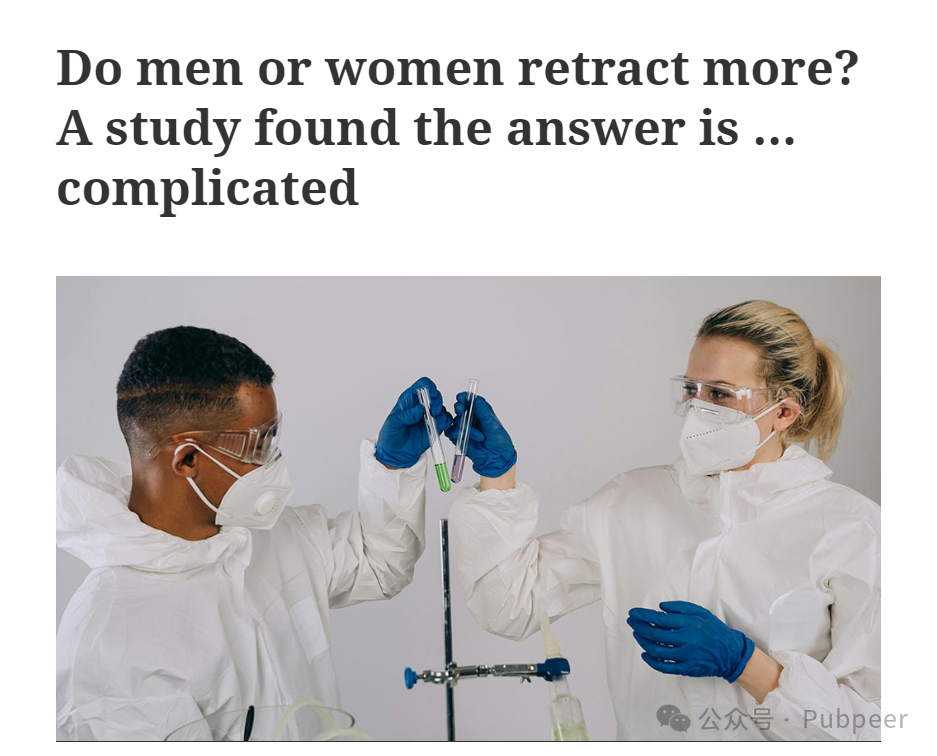 Do men or women retract more?
A study found the answer is ...
complicated
公众号 · Pubpeer